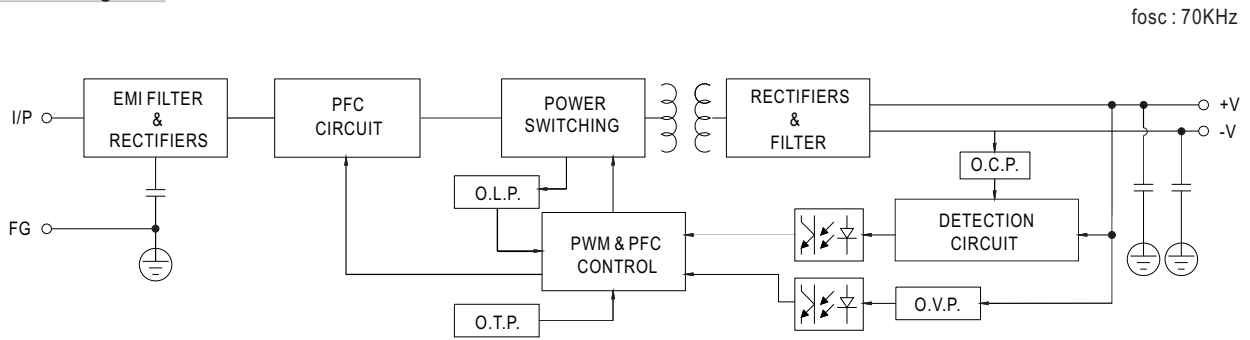 fosc : 70KHz
I/P
EMI FILTER
&
RECTIFIERS
PFC
CIRCUIT
POWER
SWITCHING
RECTIFIERS
&
FILTER
+V
-V
O.C.P.
O.L.P.
FG
PWM & PFC
CONTROL
DETECTION
CIRCUIT
O.T.P.
O.V.P.